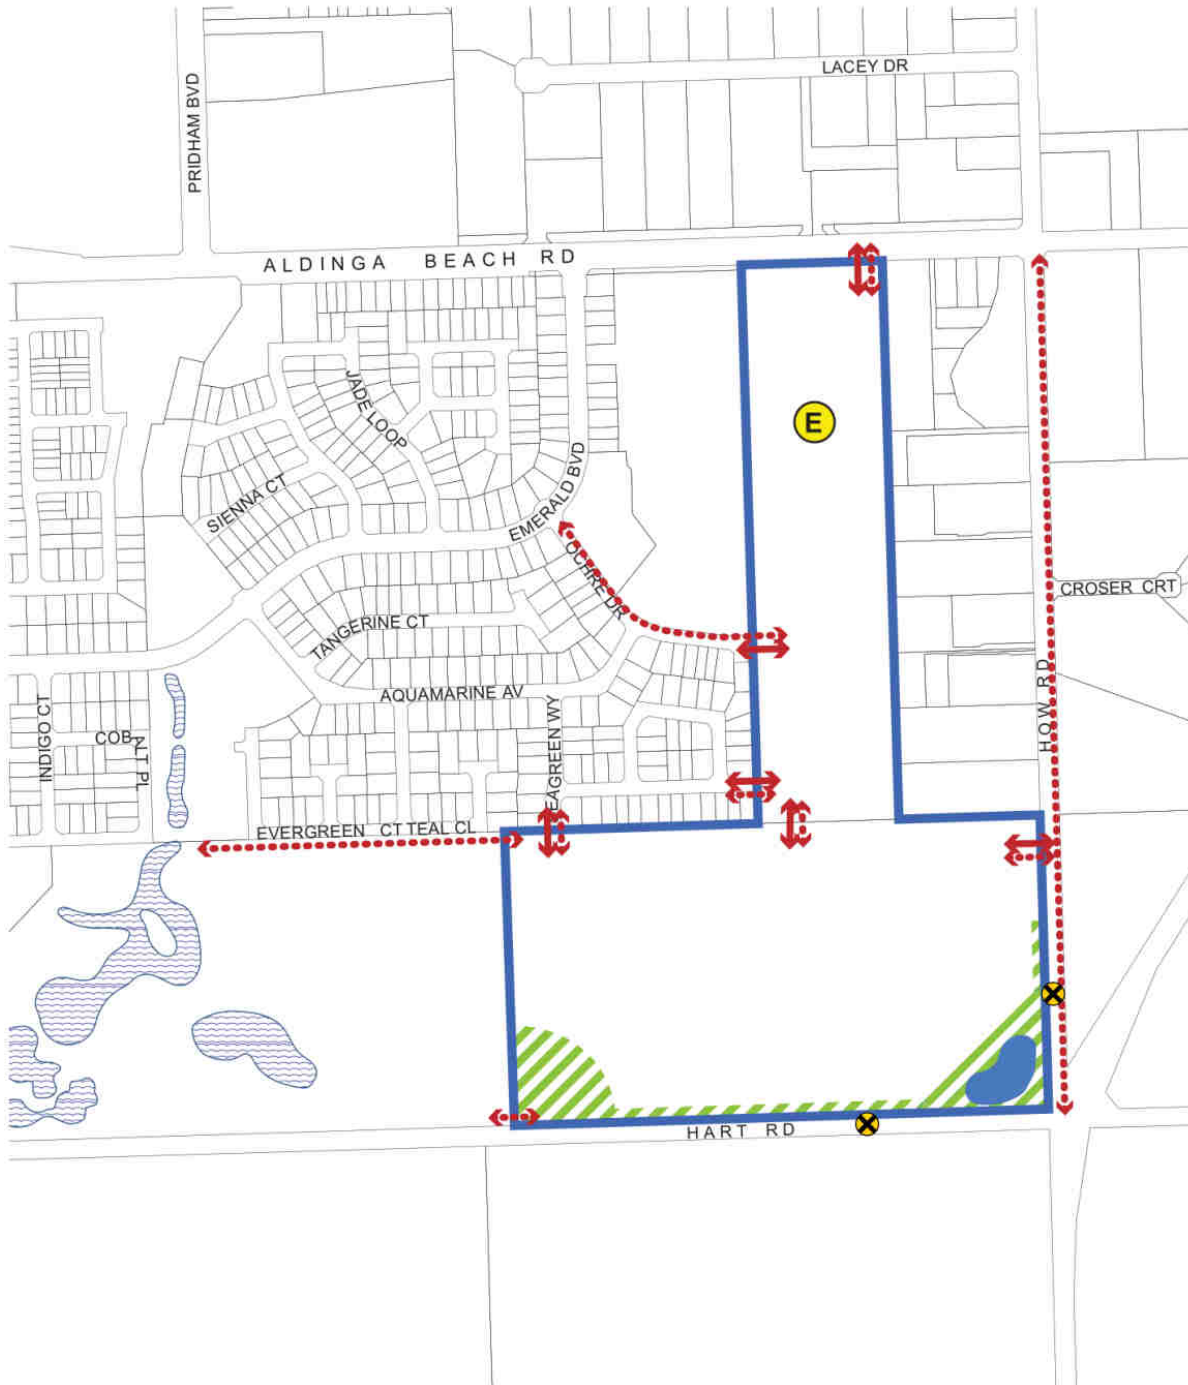 LACEY DR
PRIDHAM BVD
ALDINGA BEACH RD
JADE LOOP
E
SIENNA CT
EMERALD BVD
OCHRE DR
CROSER CRT
TANGERINE CT
HOW RD
AQUAMARINE AV
INDIGO CT
COBALT PL
EAGREEN WY
EVERGREEN CT TEAL CL
HART RD